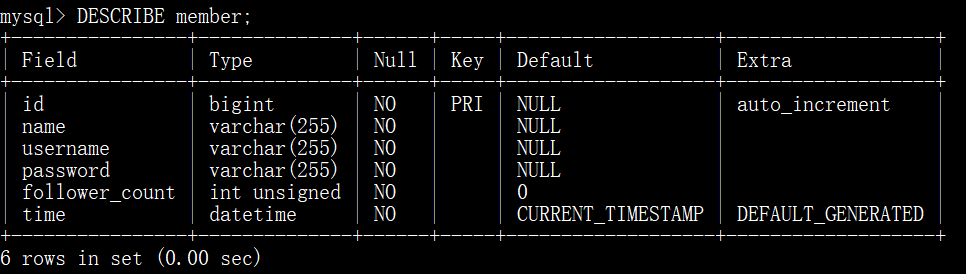 mysql> DESCRIBE member;
+----------------+--------------+------+-----+-------------------+-------------------+
| Field          | Type         | Null | Key | Default           | Extra             |
+----------------+--------------+------+-----+-------------------+-------------------+
| id             | bigint       | NO   | PRI | NULL              | auto_increment    |
| name           | varchar(255) | NO   |     | NULL              |                   |
| username       | varchar(255) | NO   |     | NULL              |                   |
| password       | varchar(255) | NO   |     | NULL              |                   |
| follower_count | int unsigned | NO   |     | 0                 |                   |
| time           | datetime     | NO   |     | CURRENT_TIMESTAMP | DEFAULT_GENERATED |
+----------------+--------------+------+-----+-------------------+-------------------+
6 rows in set (0.00 sec)